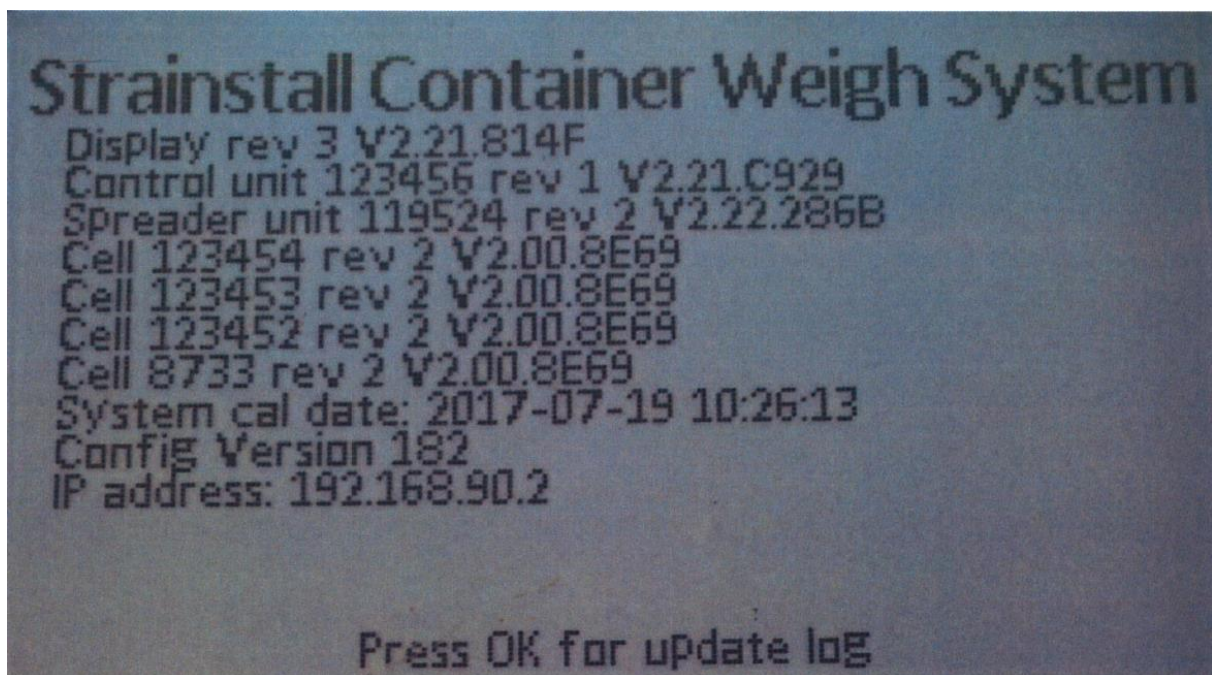 Strainstall Container Weigh System
Display rev 3 V2.21.814F
Control unit 123456 rev 1 V2.21.C929
Spreader unit 119524 rev 2 V2.22.286B
Cell 123454 rev 2 V2.00.8E69
Cell 123453 rev 2 V2.00.8E69
Cell 123452 rev 2 V2.00.8E69
Cell 8733 rev 2 V2.00.8E69
System cal date: 2017-07-19 10:26:13
Config Version 182
IP address: 192.168.90.2
Press OK for update log